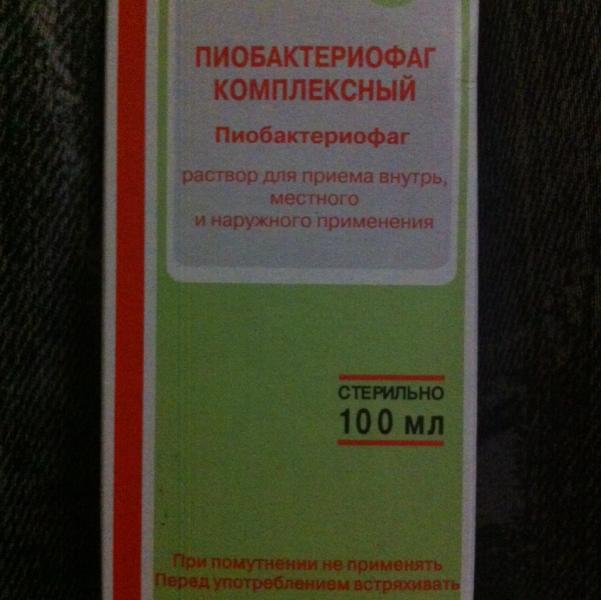 ПИОБАКТЕРИОФАГ
КОМПЛЕКСНЫЙ
Пиобактериофаг
раствор для приема внутрь,
местного
и наружного применения
СТЕРИЛЬНО
100 мл
При помутнении не применять
Перед употреблением встряхивать